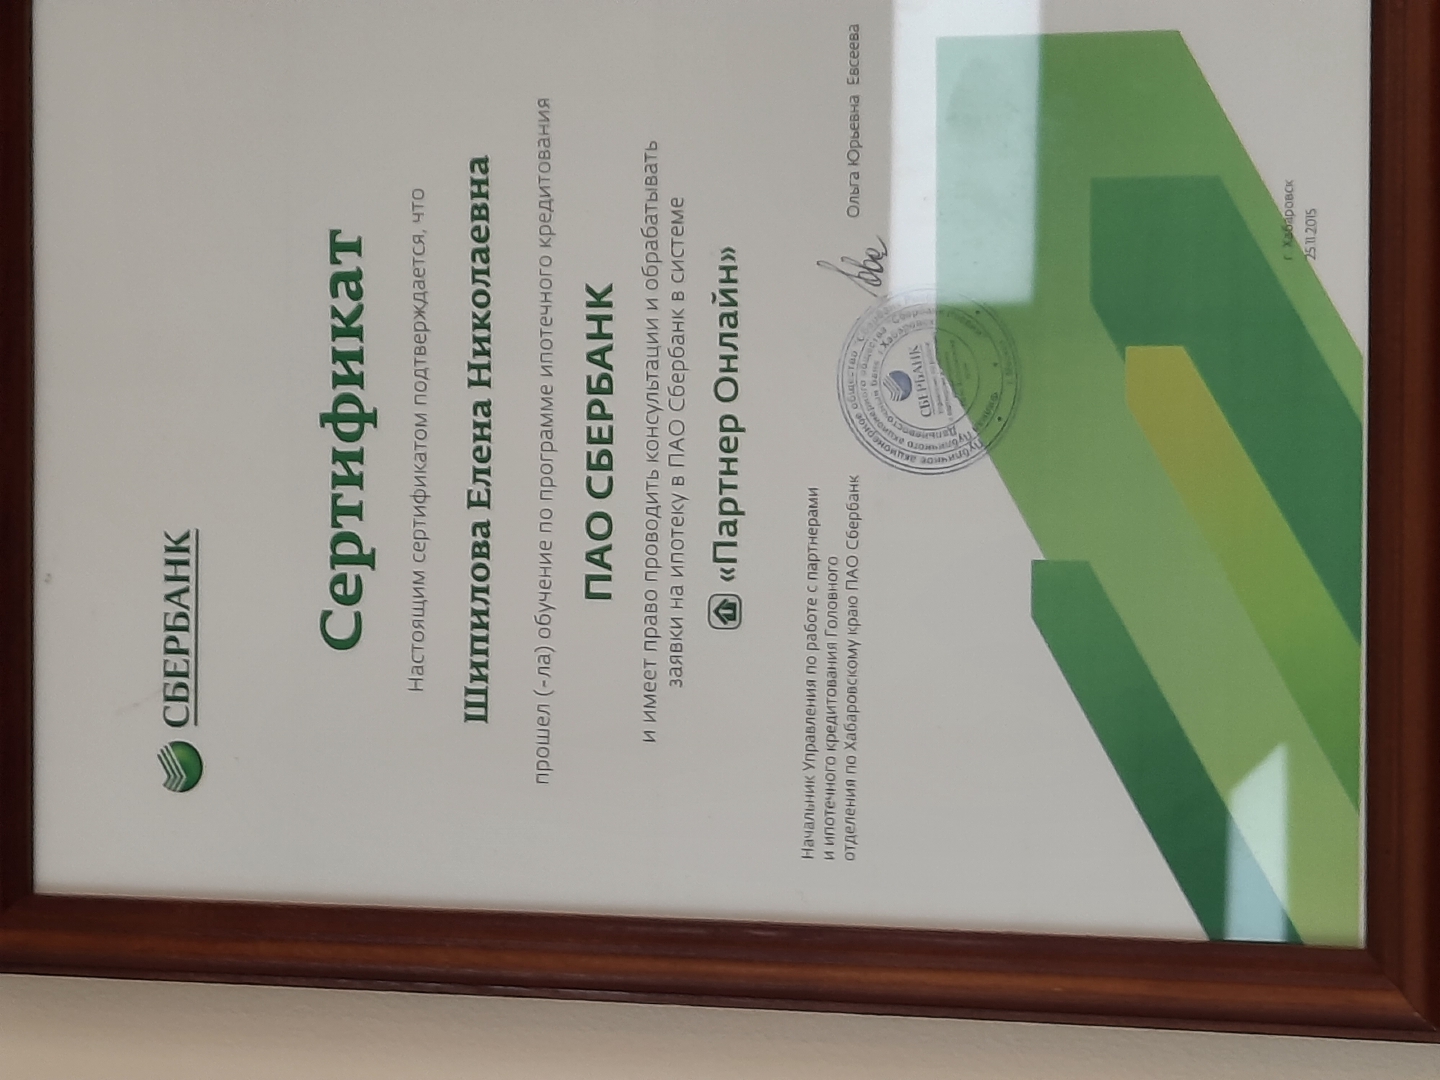 СБЕРБАНК
Сертификат
Настоящим сертификатом подтверждается, что
Шипилова Елена Николаевна
прошел (-ла) обучение по программе ипотечного кредитования
ПАО СБЕРБАНК
и имеет право проводить консультации и обрабатывать
заявки на ипотеку в ПАО Сбербанк в системе
«Партнер Онлайн»
Начальник Управления по работе с партнерами
и ипотечного кредитования Головного
отделения по Хабаровскому краю ПАО Сбербанк
Ольга Юрьевна Евсеева
СБЕРБАНК
г. Хабаровск
25.11.2015